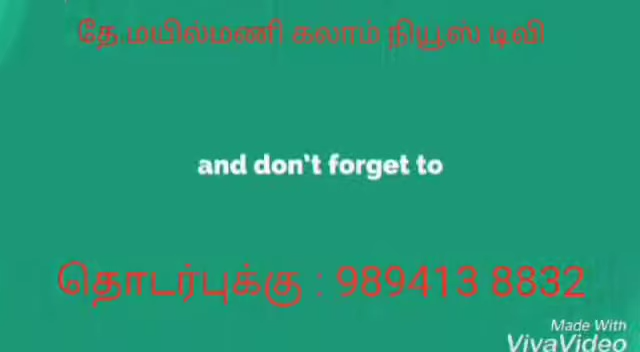 தே.மயில்மணி கலாம் நியூஸ் டிவி
and don't forget to
தொடர்புக்கு : 989413 8832
Made With
VivaVideo